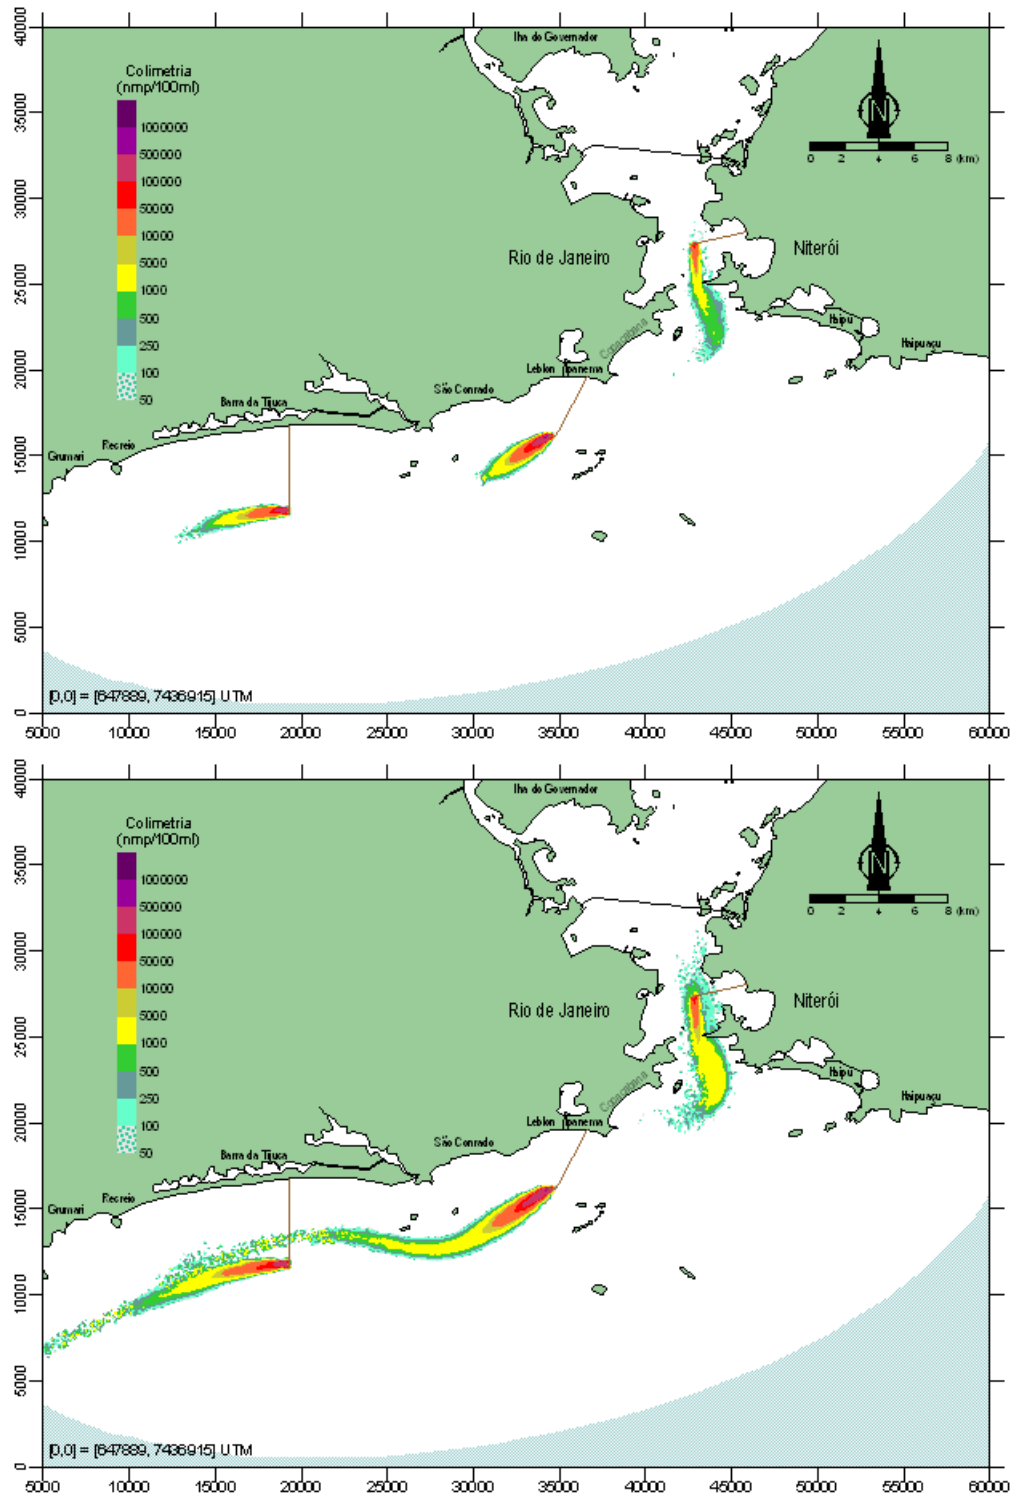 40000
Ilha do Governador
Colimetria
(nmp/100ml)
35000
1000000
500000
100000
N
0 2 4 6 8 (km)
30000
50000
10000
Rio de Janeiro
Niterói
25000
5000
1000
500
250
Copacabana
Itaipu
Itaipuaçu
20000
100
50
Leblon Ipanema
São Conrado
Barra da Tijuca
15000
Recreio
Grumari
10000
5000
[0,0] = [647889, 7436915] UTM
0
5000 10000 15000 20000 25000 30000 35000 40000 45000 50000 55000 60000
40000
Ilha do Governador
Colimetria
(nmp/100ml)
35000
1000000
500000
100000
N
0 2 4 6 8 (km)
30000
50000
10000
Rio de Janeiro
Niterói
25000
5000
1000
500
250
Copacabana
Itaipu
Itaipuaçu
20000
100
50
Leblon Ipanema
São Conrado
Barra da Tijuca
15000
Recreio
Grumari
10000
5000
[0,0] = [647889, 7436915] UTM
0
5000 10000 15000 20000 25000 30000 35000 40000 45000 50000 55000 60000